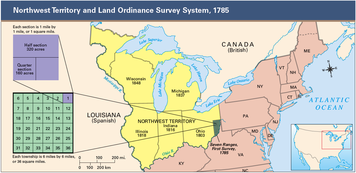 Northwest Territory and Land Ordinance Survey System, 1785
Each section is 1 mile by
1 mile, or 1 square mile.
Half section
320 acres
Quarter
section
160 acres
6 5 4 3 2 1
7 8 9 10 11 12
18 17 16 15 14 13
19 20 21 22 23 24
30 29 28 27 26 25
31 32 33 34 35 36
Each township is 6 miles by 6 miles,
or 36 square miles.
CANADA
(British)
LOUISIANA
(Spanish)
Wisconsin
1848
Michigan
1837
NORTHWEST TERRITORY
Illinois
1818
Indiana
1816
Ohio
1803
Seven Ranges,
First Survey,
1785
ME
VT
NH
NY
MA
CT
RI
PA
NJ
MD
DE
VA
KY
NC
ATLANTIC
OCEAN
0 100 200 mi.
0 100 200 km